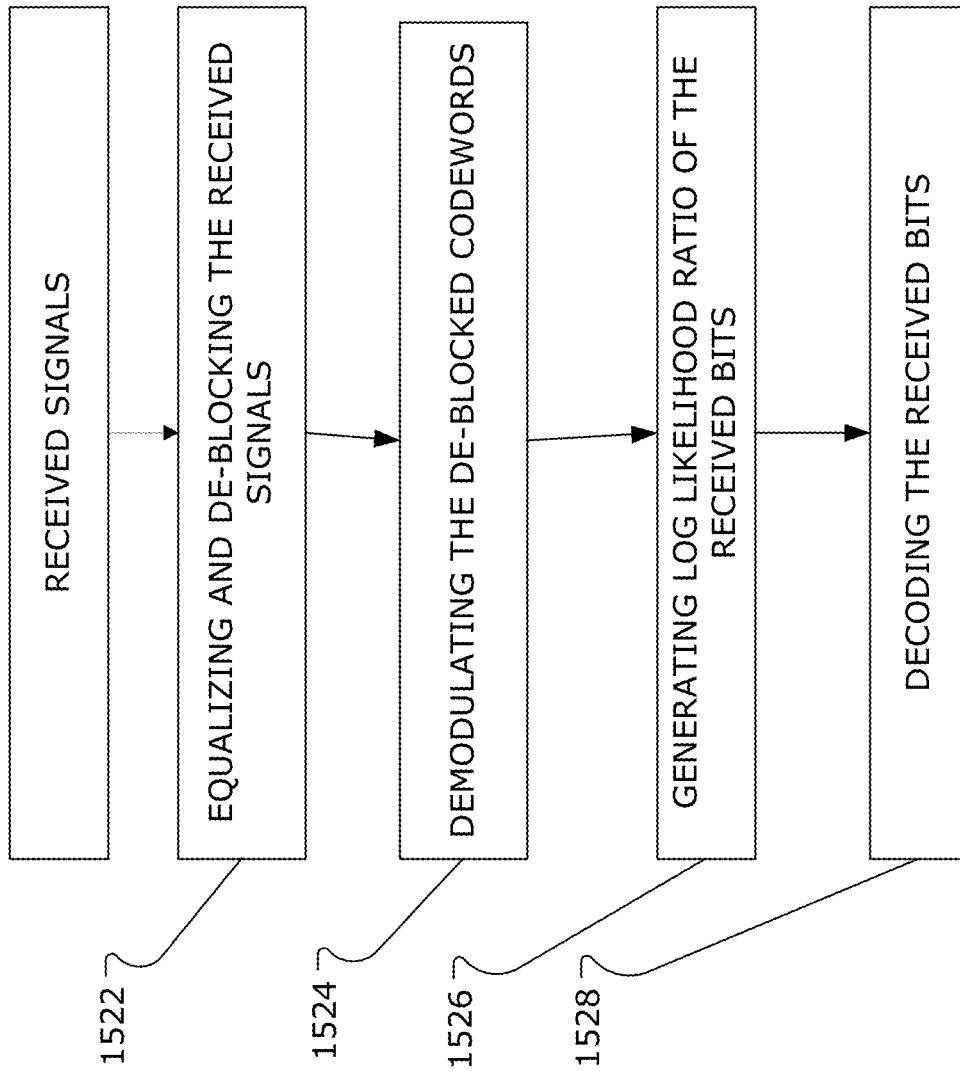 RECEIVED SIGNALS
1522
EQUALIZING AND DE-BLOCKING THE RECEIVED
SIGNALS
1524
DEMODULATING THE DE-BLOCKED CODEWORDS
1526
GENERATING LOG LIKELIHOOD RATIO OF THE
RECEIVED BITS
1528
DECODING THE RECEIVED BITS